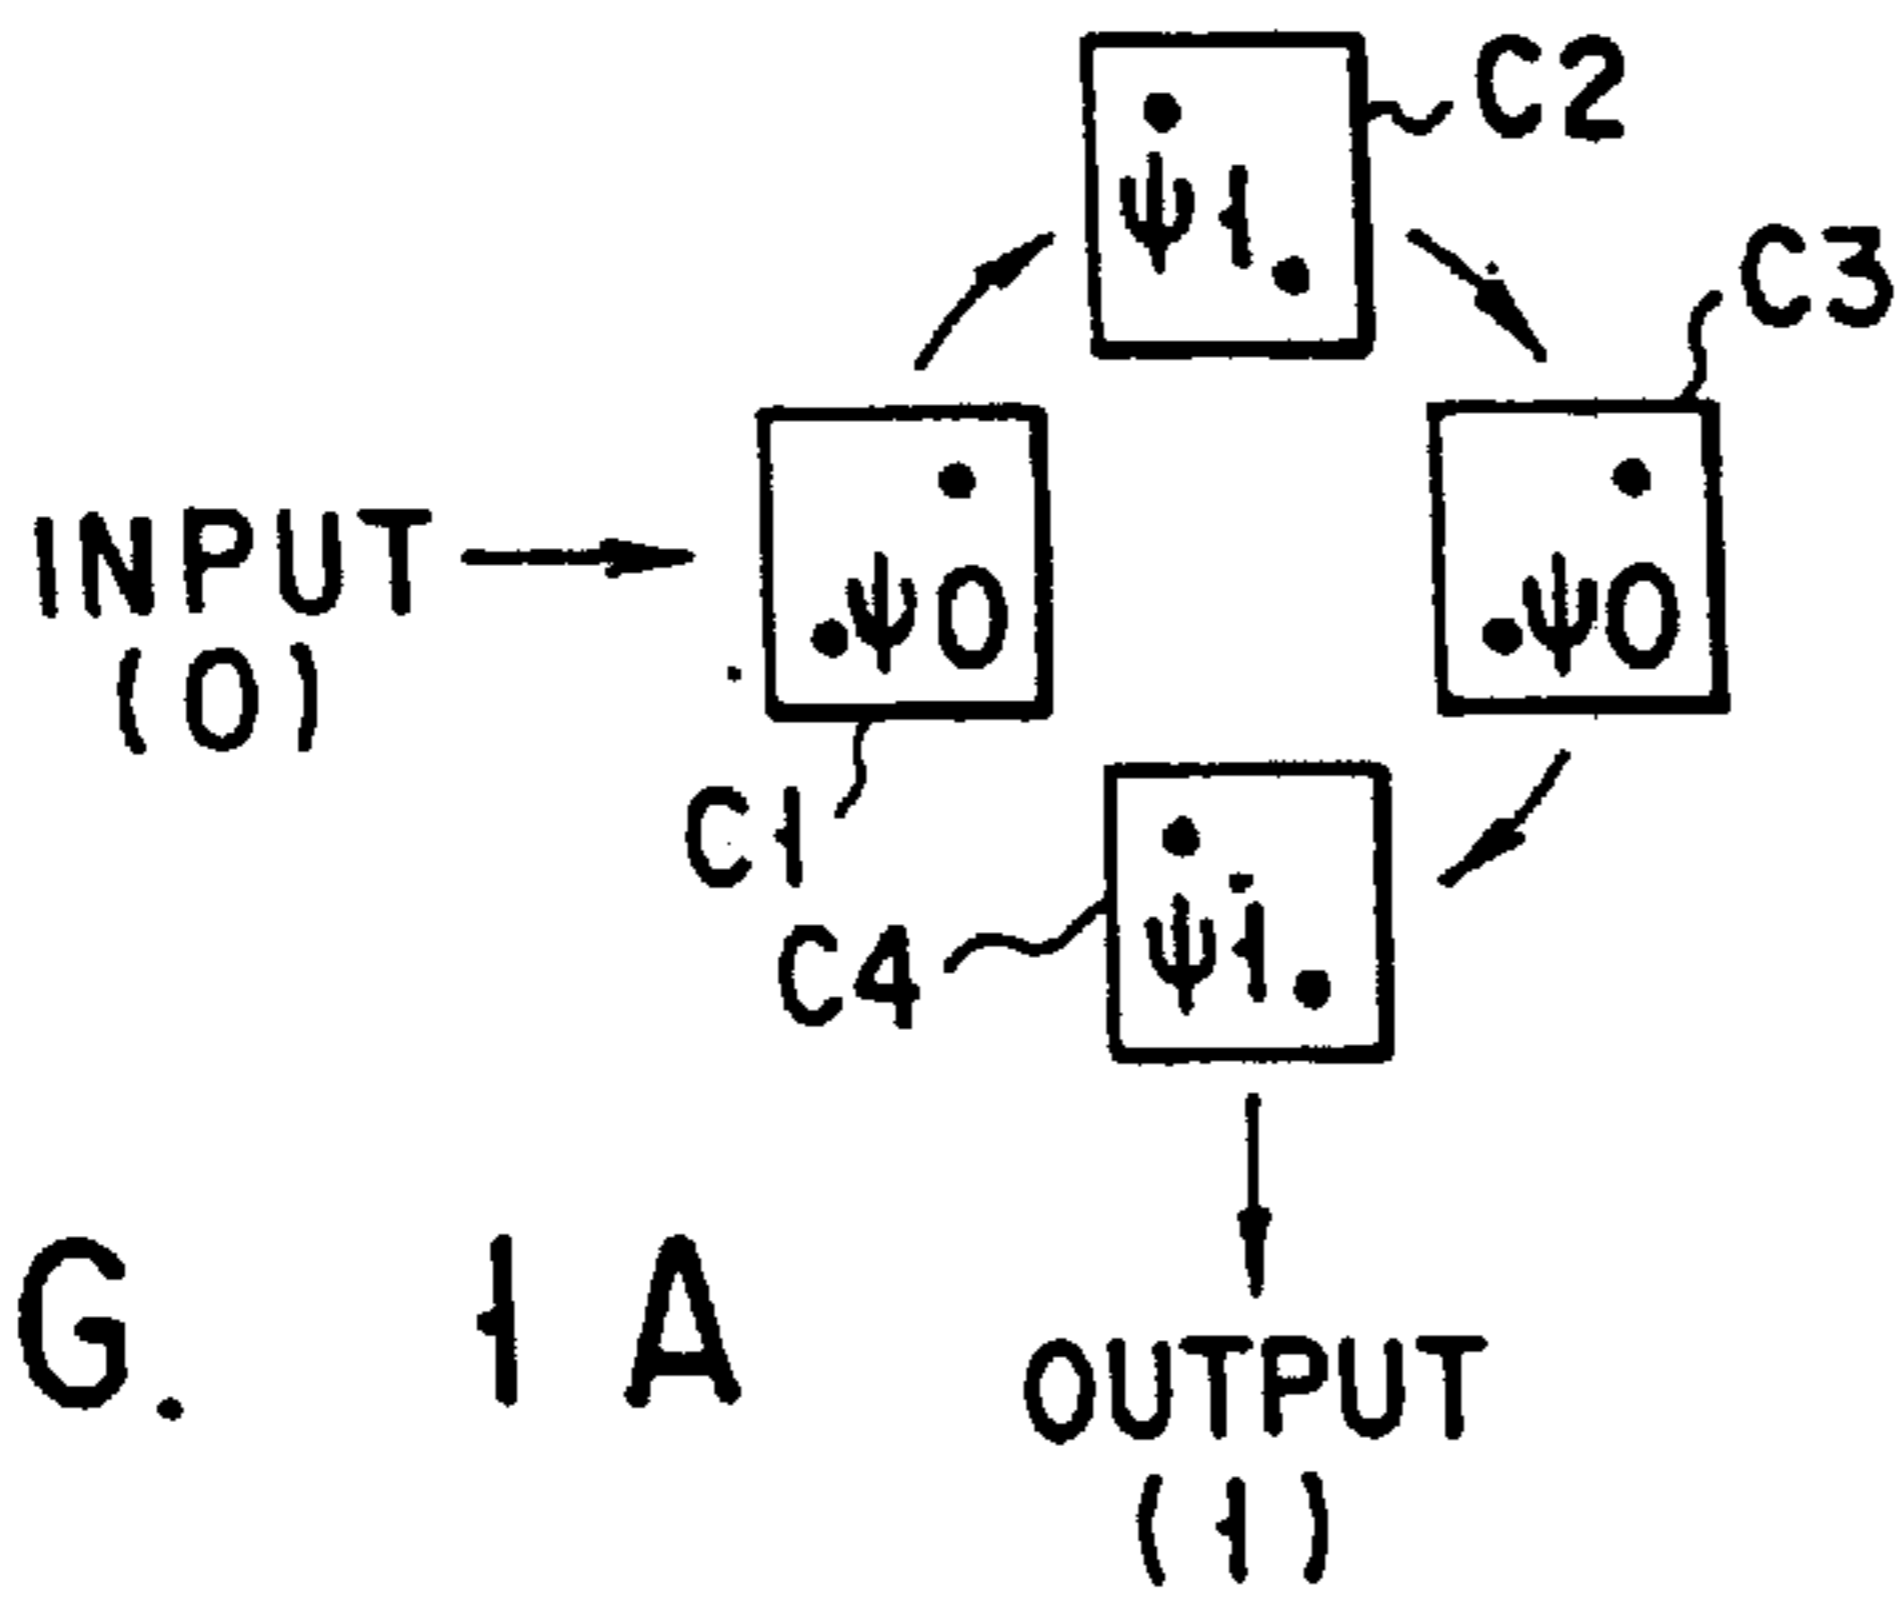 C2
ψ1
C3
INPUT
(0)
ψ0
ψ0
C1
C4
ψ1
G. 1A
OUTPUT
(1)